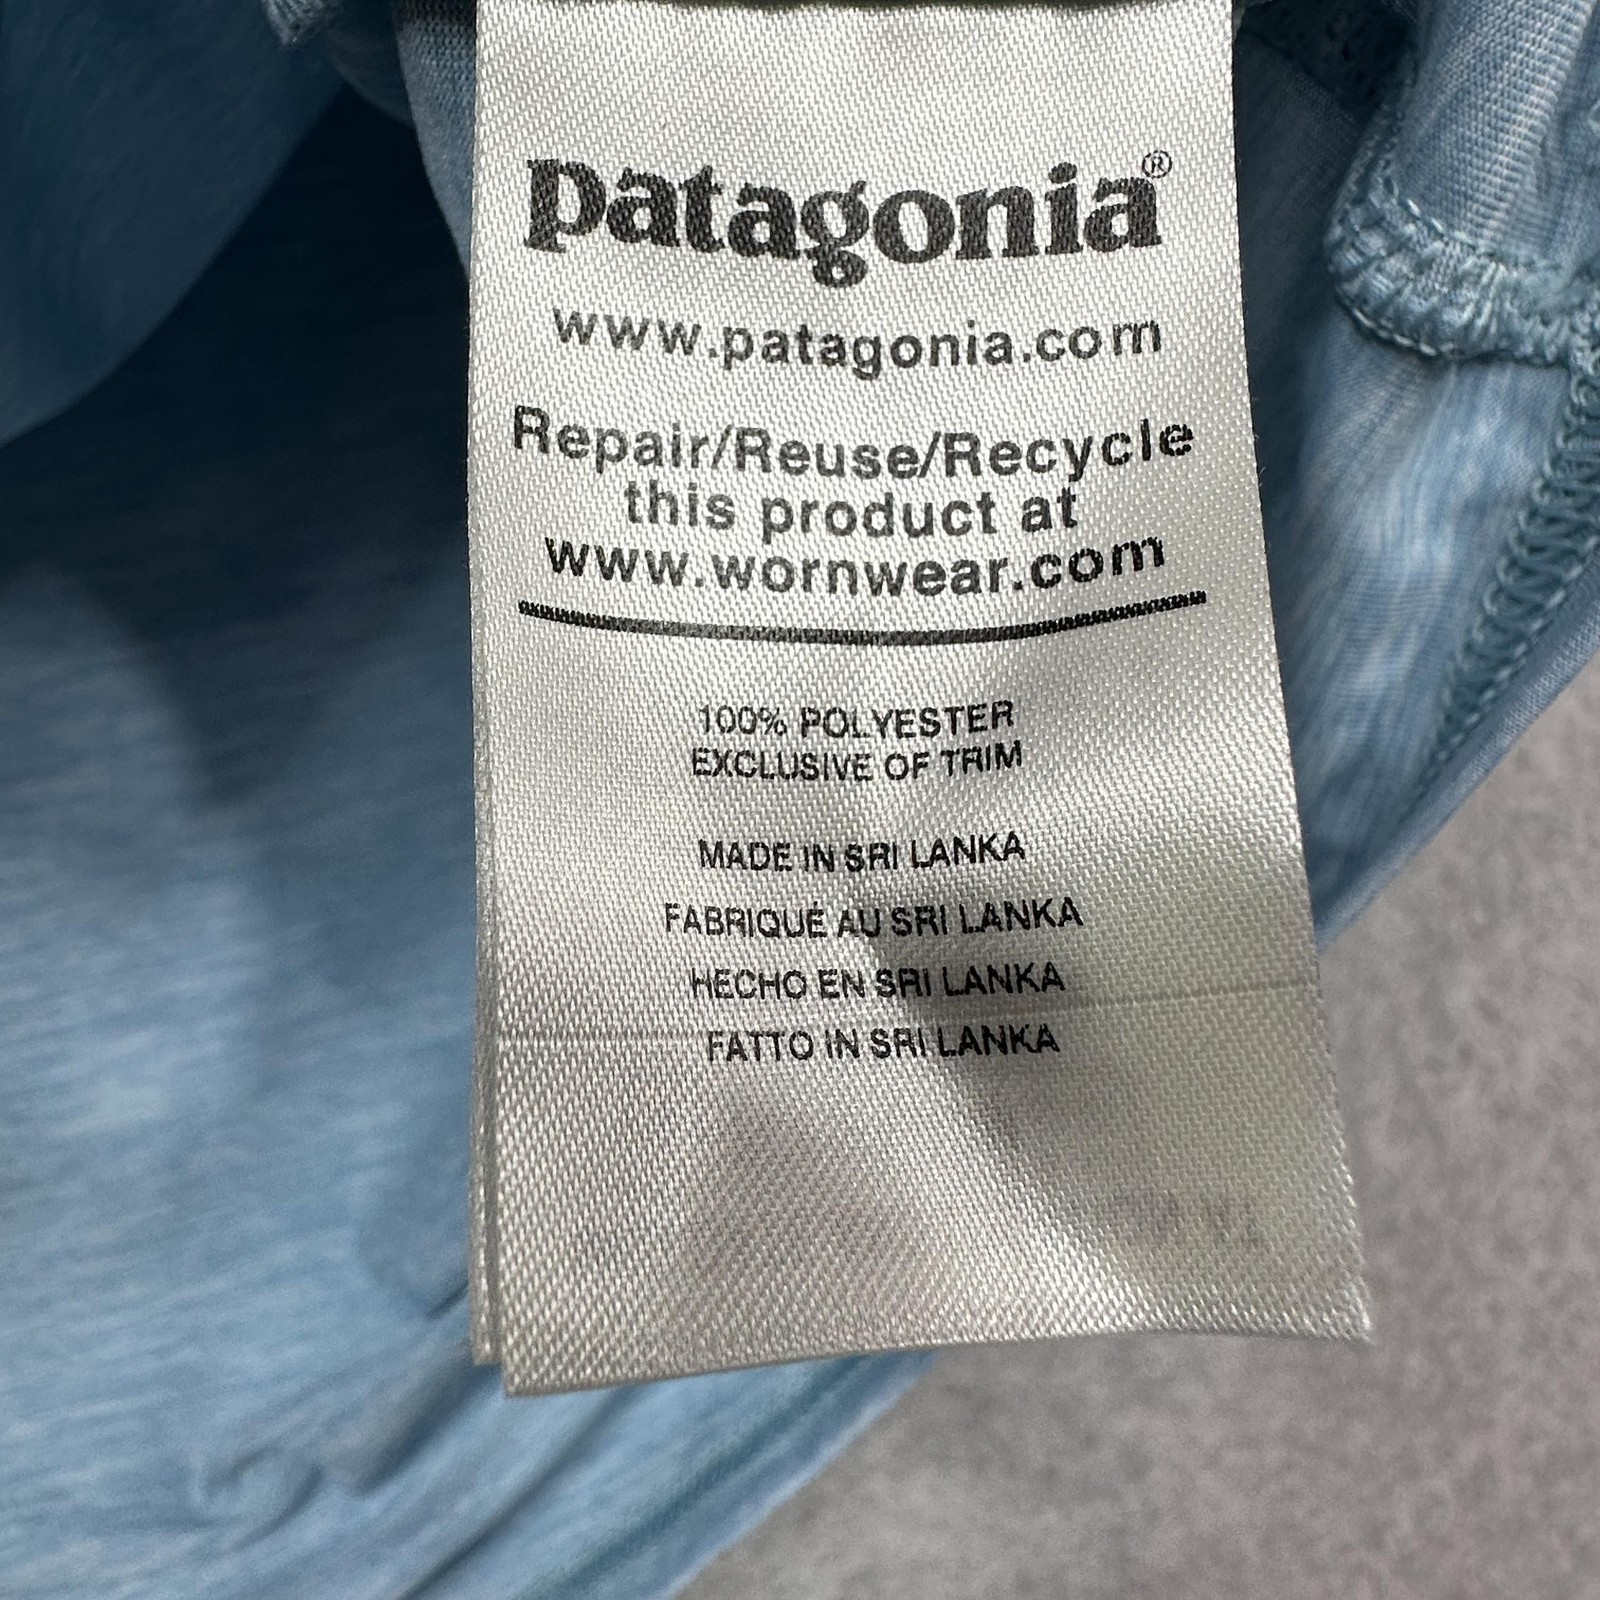 patagonia®
www.patagonia.com
Repair/Reuse/Recycle
this product at
www.wornwear.com
100% POLYESTER
EXCLUSIVE OF TRIM
MADE IN SRI LANKA
FABRIQUÉ AU SRI LANKA
HECHO EN SRI LANKA
FATTO IN SRI LANKA